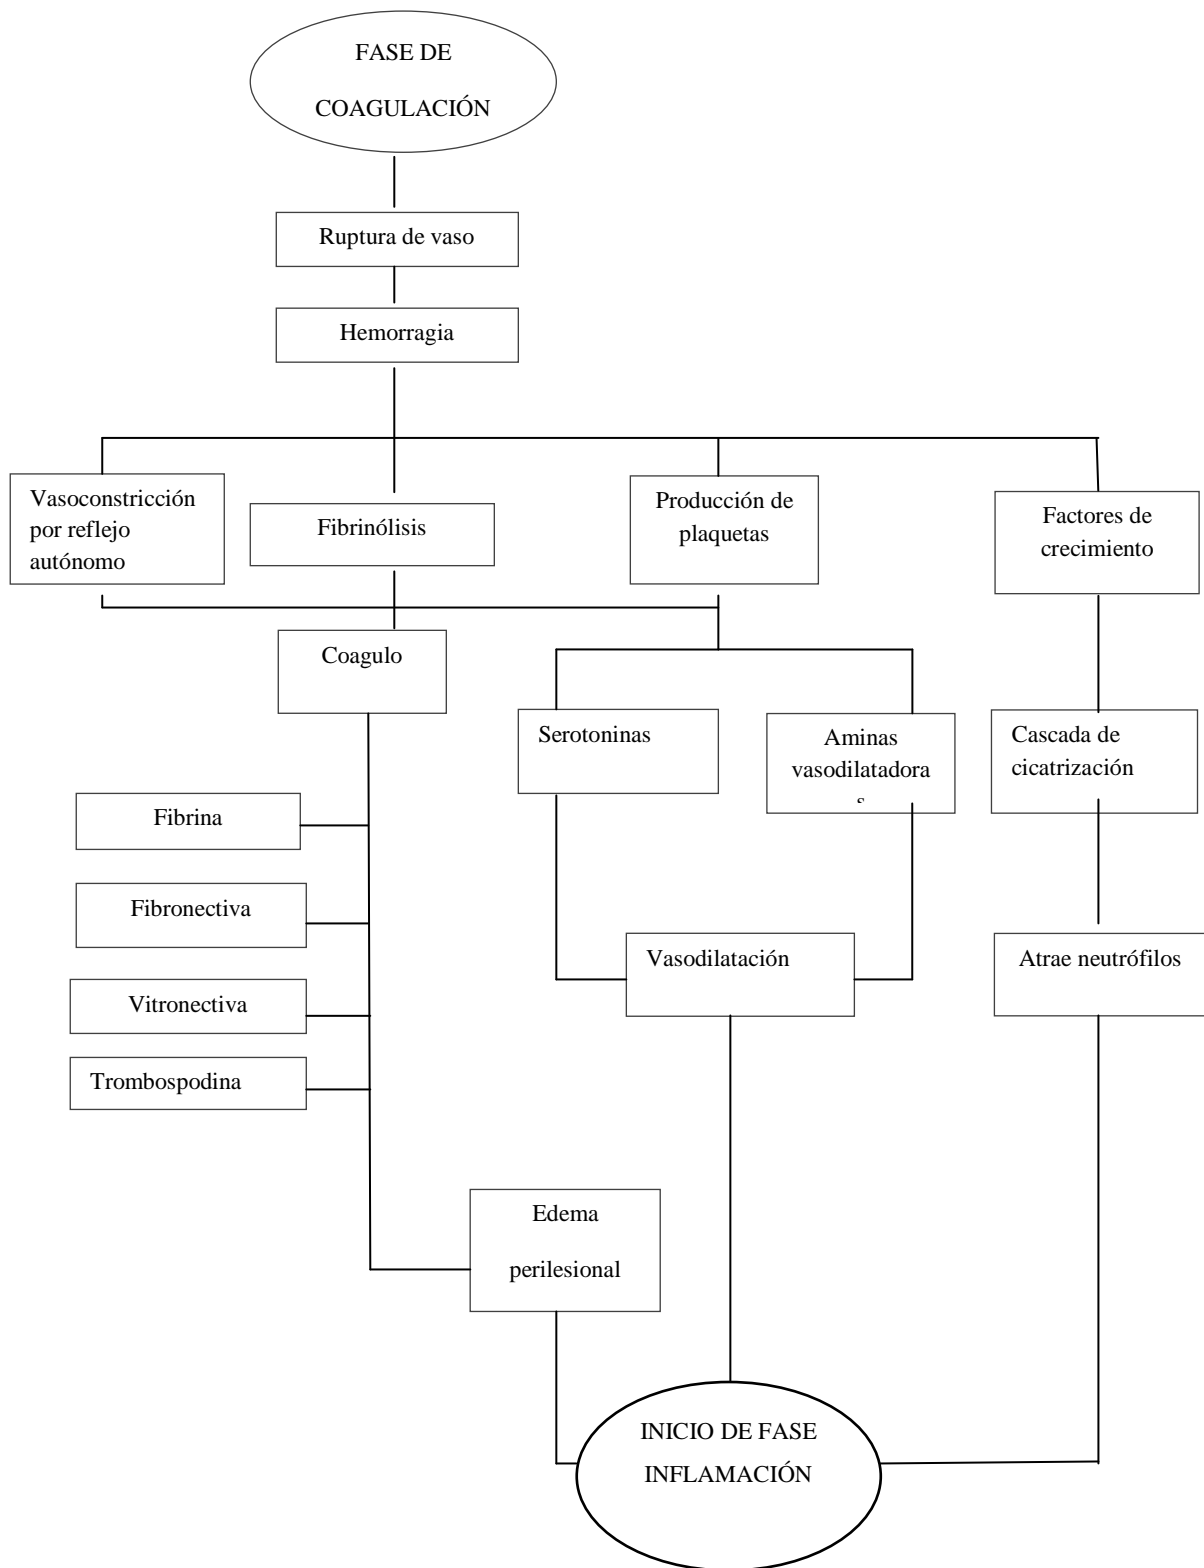 FASE DE
COAGULACIÓN
Ruptura de vaso
Hemorragia
Vasoconstricción
por reflejo
autónomo
Fibrinólisis
Producción de
plaquetas
Factores de
crecimiento
Coagulo
Serotoninas
Aminas
vasodilatadora
s
Cascada de
cicatrización
Fibrina
Fibronectiva
Vitronectiva
Trombospodina
Vasodilatación
Atrae neutrófilos
Edema
perilesional
INICIO DE FASE
INFLAMACIÓN